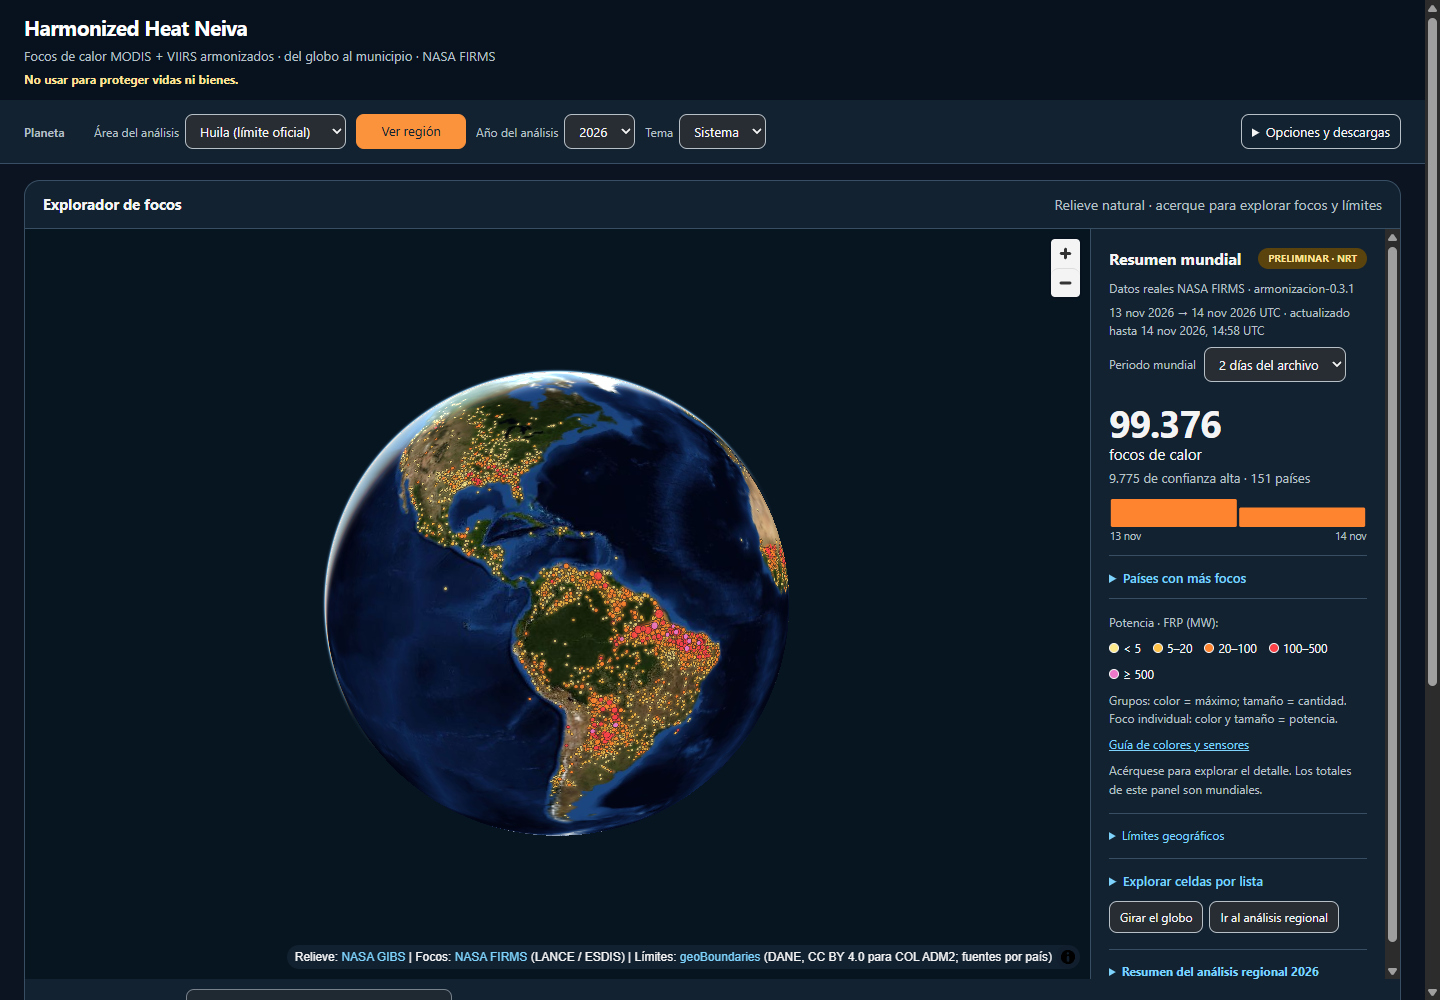 Harmonized Heat Neiva
Focos de calor MODIS + VIIRS armonizados · del globo al municipio · NASA FIRMS
No usar para proteger vidas ni bienes.
Planeta
Área del análisis
Huila (límite oficial)
Ver región
Año del análisis
2026
Tema
Sistema
▶ Opciones y descargas
Explorador de focos
Relieve natural · acerque para explorar focos y límites
+
−
Resumen mundial
PRELIMINAR · NRT
Datos reales NASA FIRMS · armonizacion-0.3.1
13 nov 2026 → 14 nov 2026 UTC · actualizado
hasta 14 nov 2026, 14:58 UTC
Periodo mundial
2 días del archivo
99.376
focos de calor
9.775 de confianza alta · 151 países
13 nov
14 nov
▶ Países con más focos
Potencia · FRP (MW):
< 5
5–20
20–100
100–500
≥ 500
Grupos: color = máximo; tamaño = cantidad.
Foco individual: color y tamaño = potencia.
Guía de colores y sensores
Acérquese para explorar el detalle. Los totales
de este panel son mundiales.
▶ Límites geográficos
▶ Explorar celdas por lista
Girar el globo
Ir al análisis regional
▶ Resumen del análisis regional 2026
Relieve: NASA GIBS | Focos: NASA FIRMS (LANCE / ESDIS) | Límites: geoBoundaries (DANE, CC BY 4.0 para COL ADM2; fuentes por país)